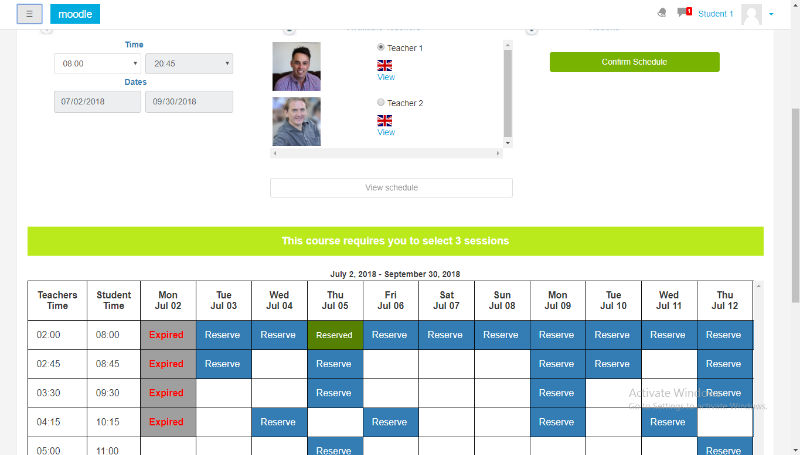 ☰ moodle 1 Student 1
Time
08 00 20:45
Dates
07/02/2018 09/30/2018
Teacher 1
View
Teacher 2
View
Confirm Schedule
View schedule
This course requires you to select 3 sessions
July 2, 2018 - September 30, 2018
Teachers Time Student Time Mon Jul 02 Tue Jul 03 Wed Jul 04 Thu Jul 05 Fri Jul 06 Sat Jul 07 Sun Jul 08 Mon Jul 09 Tue Jul 10 Wed Jul 11 Thu Jul 12
02:00 08:00 Expired Reserve Reserve Reserved Reserve Reserve Reserve Reserve Reserve Reserve Reserve
02:45 08:45 Expired Reserve Reserve Reserve Reserve Reserve
03:30 09:30 Expired Reserve Reserve Reserve
Activate Windows
Go to Settings to activate Windows.
04:15 10:15 Expired Reserve Reserve Reserve Reserve
05:00 11:00 Reserve Reserve